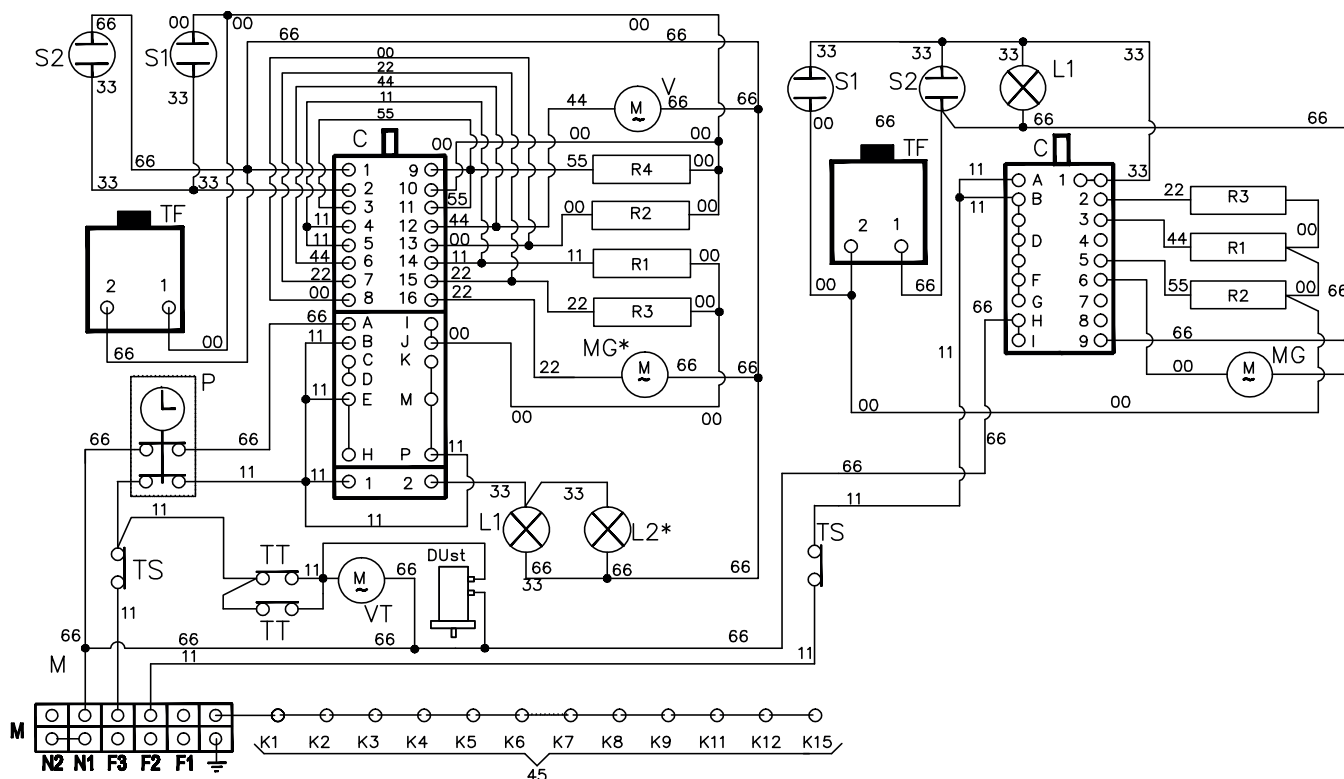 66 00 00 00
S2 S1 66 66
33 33
00
22
44
11
55
C 44 V 66 66
00 00 00
66 1 9 55 R4 00
33 33 2 10
3 11 55
11 4 12 44 00 R2 00
11 5 13 00
44 6 14 11 11 R1 00
22 7 15 22
00 8 16 22 22 R3 00
TF
2 1
66 00
66 A I
11 B J 00
C K
D
11 E M
H P 11
MG*
22 M 66 66
00 00
P
66 66
11 11 1 2 33 33
11
L1 L2*
66 66 66
33
11
TS TT 11 M 66 DUst
VT
TT
11
66 66 66 66
M 11 11
M
N2 N1 F3 F2 F1
K1 K2 K3 K4 K5 K6 K7 K8 K9 K11 K12 K15
45
33 33 33 33
S1 S2 L1
00 66 66 66
TF C
2 1
00 66
11 A 1 33
11 B 2 22 R3
3 44 R1 00
D 4
5 55 R2 00
F 6
G 7
66 H 8
I 9 66
66
11
MG
00 M
00 00
66
66
11
TS